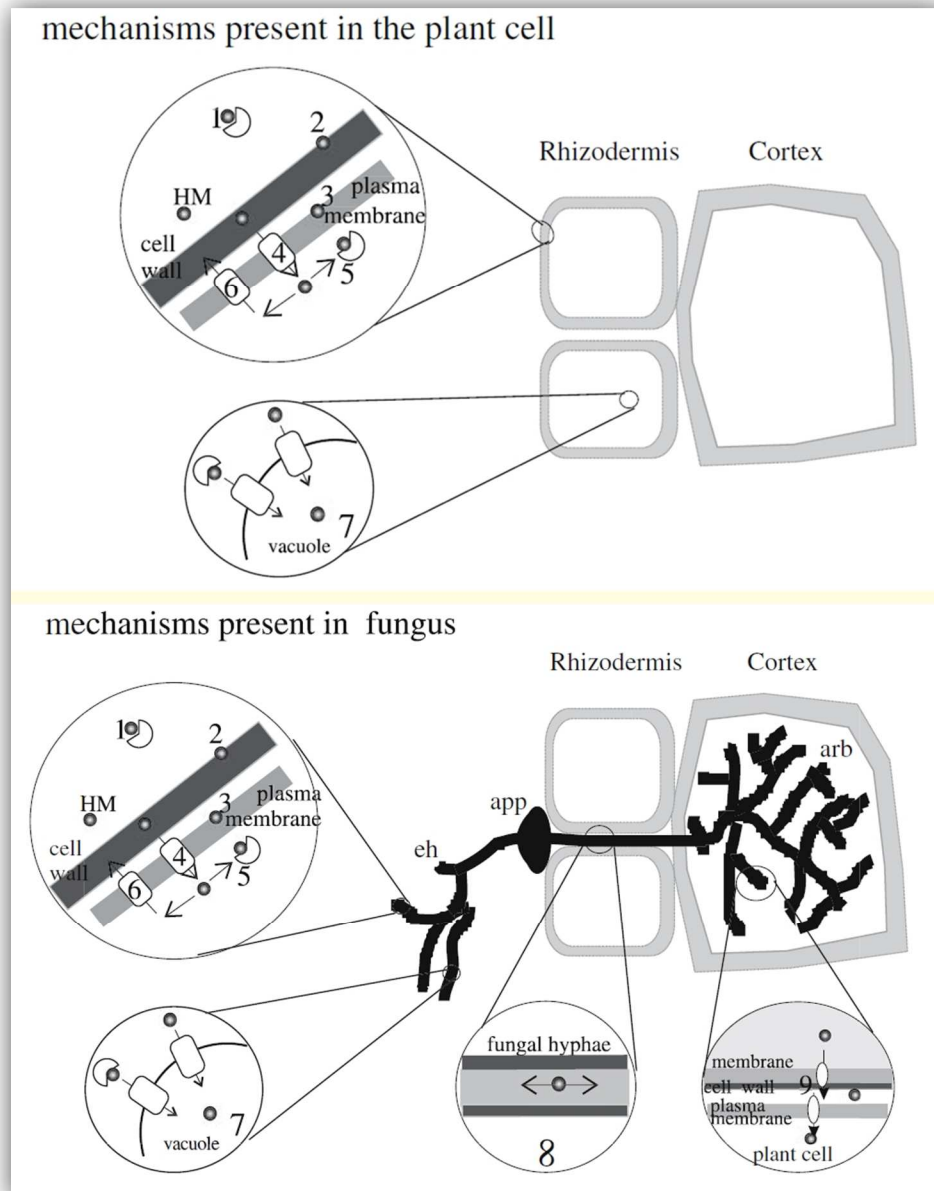 mechanisms present in the plant cell
Rhizodermis Cortex
1
2
HM
3 plasma
membrane
cell
wall
4
5
6
7
vacuole
mechanisms present in fungus
Rhizodermis Cortex
1
2
HM
3 plasma
membrane
cell
wall
4
5
6
app
arb
eh
7
vacuole
fungal hyphae
8
membrane
cell wall 9
plasma
membrane
plant cell